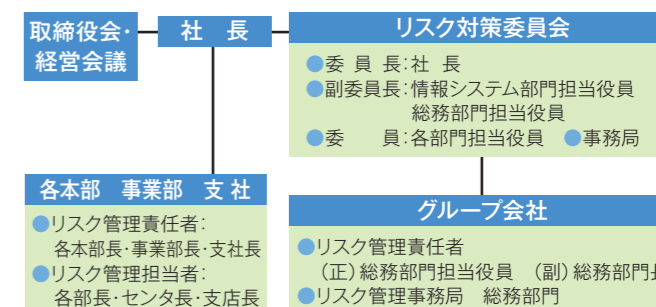 取締役会・
経営会議
社 長
リスク対策委員会
●委 員 長:社 長
●副委員長:情報システム部門担当役員
総務部門担当役員
●委 員:各部門担当役員 ●事務局
各本部 事業部 支社
●リスク管理責任者:
各本部長・事業部長・支社長
●リスク管理担当者:
各部長・センタ長・支店長
グループ会社
●リスク管理責任者
(正)総務部門担当役員 (副)総務部門長
●リスク管理事務局 総務部門